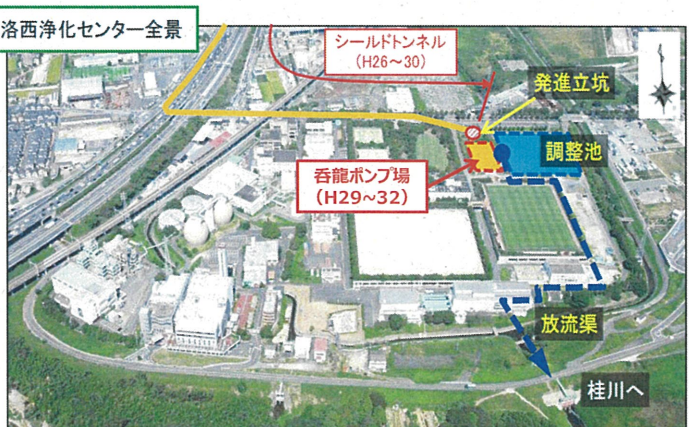 洛西浄化センター全景
シールドトンネル
(H26~30)
発進立坑
調整池
呑龍ポンプ場
(H29~32)
放流渠
桂川へ